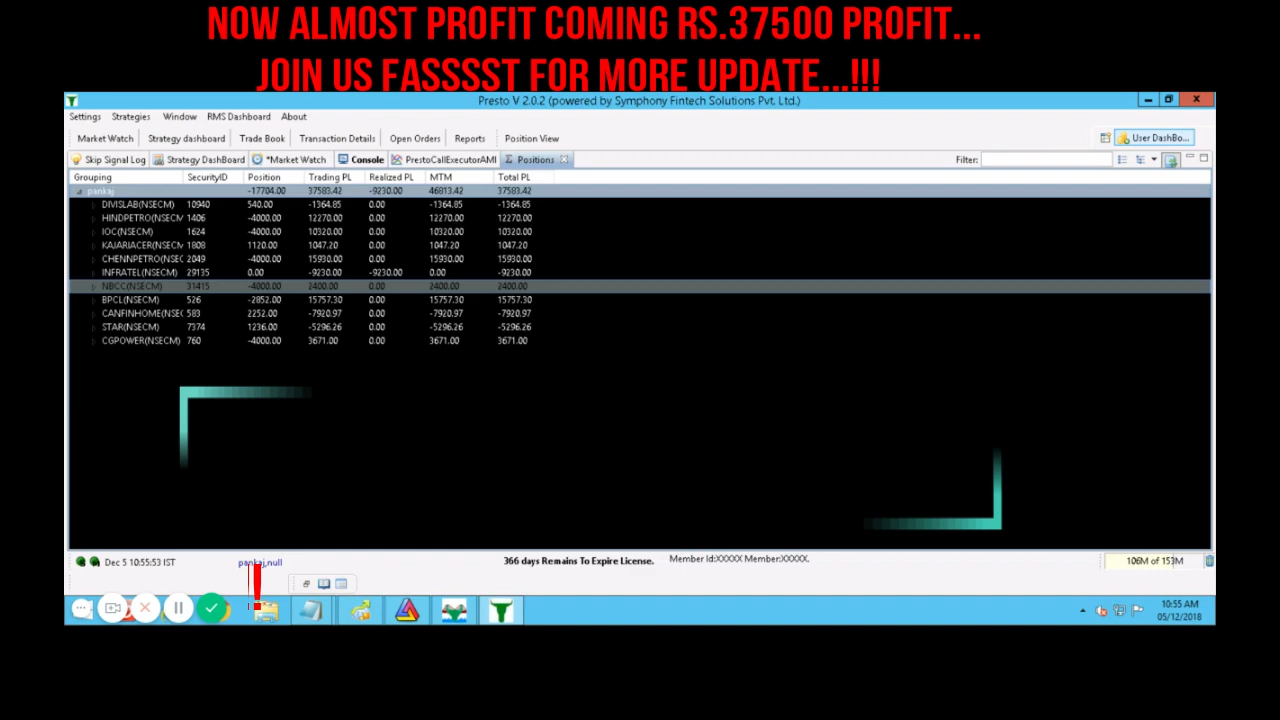 NOW ALMOST PROFIT COMING RS.37500 PROFIT...
JOIN US FASSSST FOR MORE UPDATE...!!!
Presto V 2.0.2 (powered by Symphony Fintech Solutions Pvt. Ltd.)
Settings Strategies Window RMS Dashboard About
Market Watch Strategy dashboard Trade Book Transaction Details Open Orders Reports Position View User DashBo...
Skip Signal Log Strategy DashBoard *Market Watch Console PrestoCallExecutorAMI Positions Filter:
Grouping SecurityID Position Trading PL Realized PL MTM Total PL
pankaj -17704.00 37583.42 -9230.00 46813.42 37583.42
DIVISLAB(NSECM) 10940 540.00 -1364.85 0.00 -1364.85 -1364.85
HINDPETRO(NSECM 1406 -4000.00 12270.00 0.00 12270.00 12270.00
IOC(NSECM) 1624 -4000.00 10320.00 0.00 10320.00 10320.00
KAJARIACER(NSECM 1808 1120.00 1047.20 0.00 1047.20 1047.20
CHENNPETRO(NSEC 2049 -4000.00 15930.00 0.00 15930.00 15930.00
INFRATEL(NSECM) 29135 0.00 -9230.00 -9230.00 0.00 -9230.00
NBCC(NSECM) 31415 -4000.00 2400.00 0.00 2400.00 2400.00
BPCL(NSECM) 526 -2852.00 15757.30 0.00 15757.30 15757.30
CANFINHOME(NSE( 583 2252.00 -7920.97 0.00 -7920.97 -7920.97
STAR(NSECM) 7374 1236.00 -5296.26 0.00 -5296.26 -5296.26
CGPOWER(NSECM) 760 -4000.00 3671.00 0.00 3671.00 3671.00
Dec 5 10:55:53 IST pankaj,null 366 days Remains To Expire License. Member Id:XXXXX Member:XXXXX. 106M of 153M
!
10:55 AM
05/12/2018